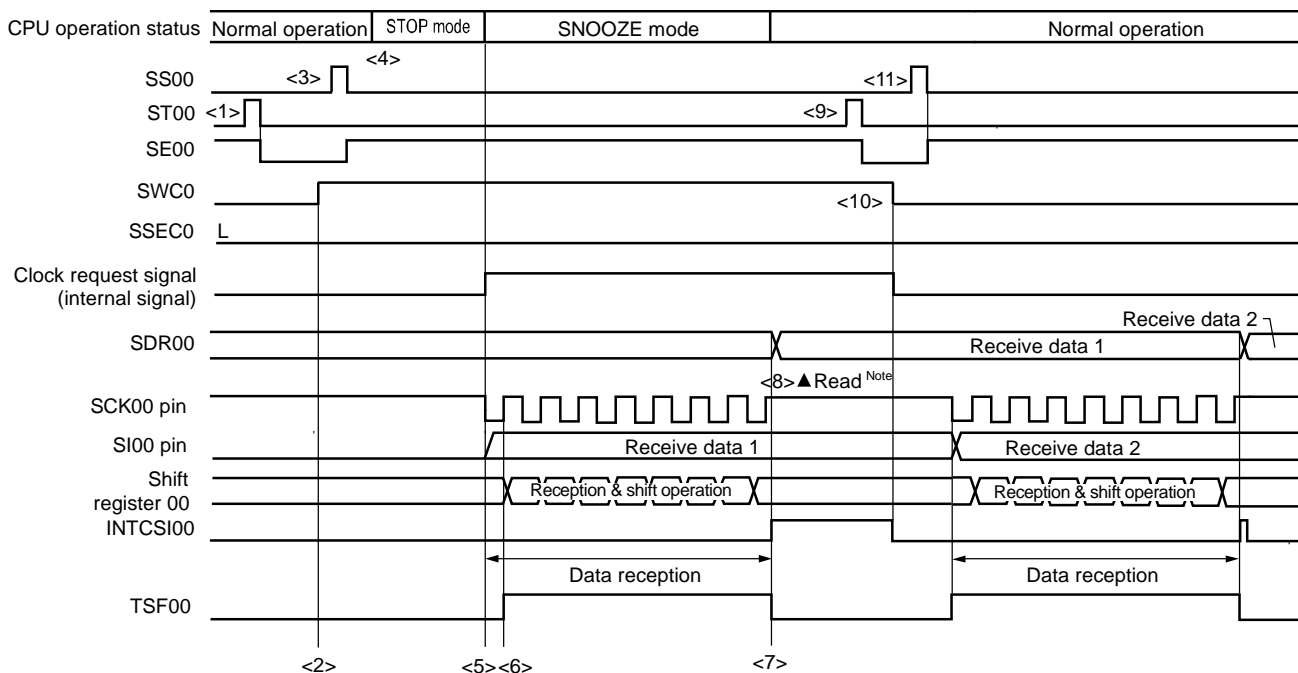 CPU operation status Normal operation STOP mode SNOOZE mode Normal operation
<4>
SS00 <3> <11>
ST00 <1> <9>
SE00
SWC0 <10>
SSEC0 L
Clock request signal
(internal signal)
Receive data 2
SDR00 Receive data 1
<8>▲Read Note
SCK00 pin
SI00 pin Receive data 1 Receive data 2
Shift
register 00 Reception & shift operation Reception & shift operation
INTCSI00
Data reception Data reception
TSF00
<2> <5> <6> <7>